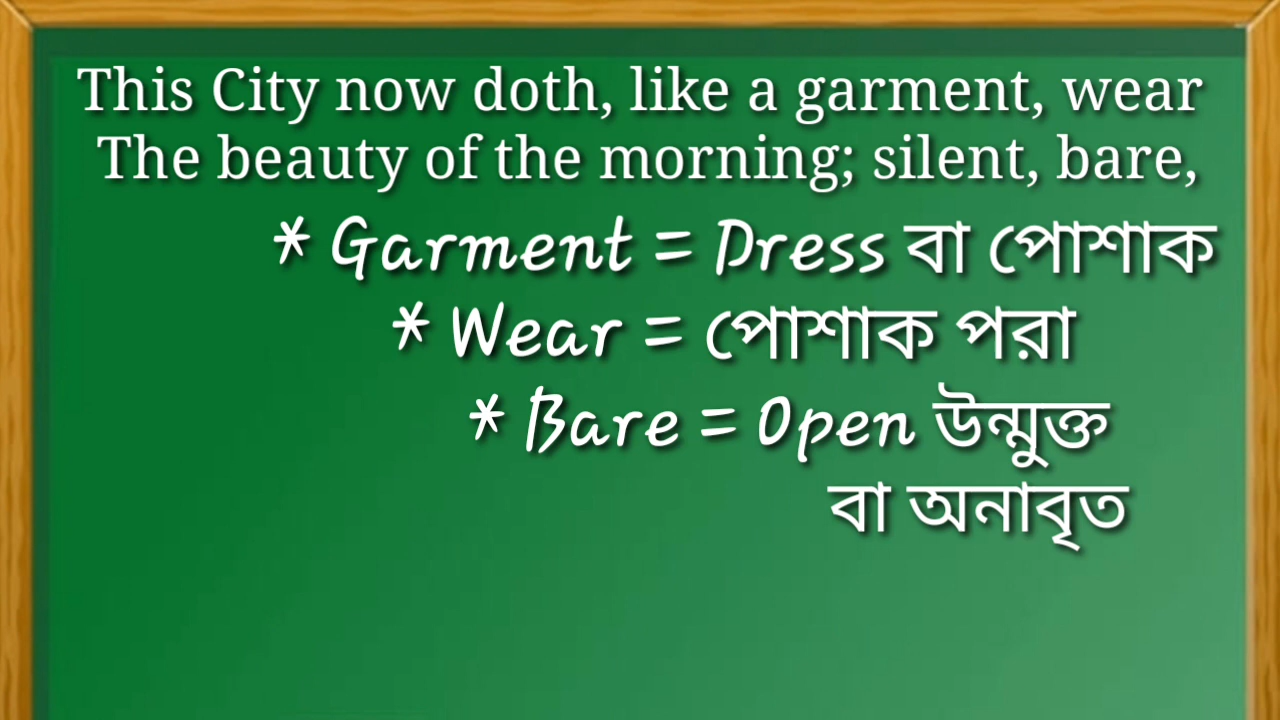 This City now doth, like a garment, wear
The beauty of the morning; silent, bare,
* Garment = Dress বা পোশাক
* Wear = পোশাক পরা
* Bare = Open উন্মুক্ত
বা অনাবৃত